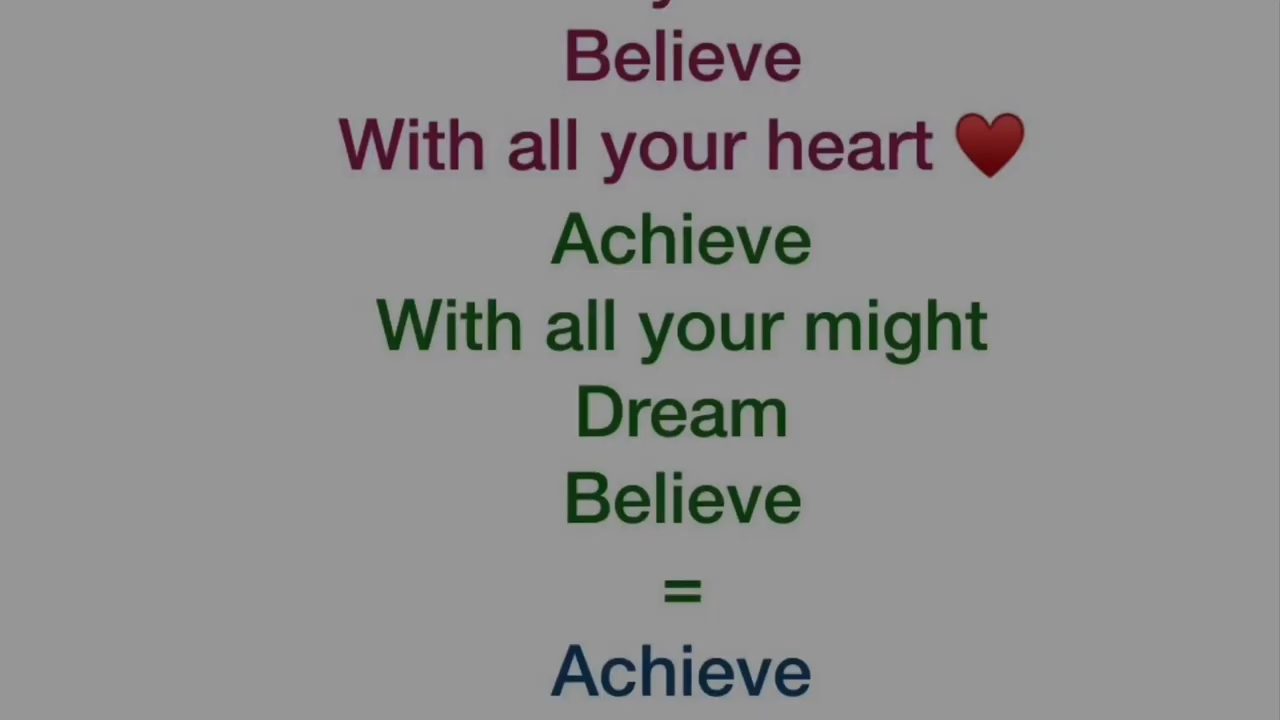 Believe
With all your heart ♥️
Achieve
With all your might
Dream
Believe
=
Achieve